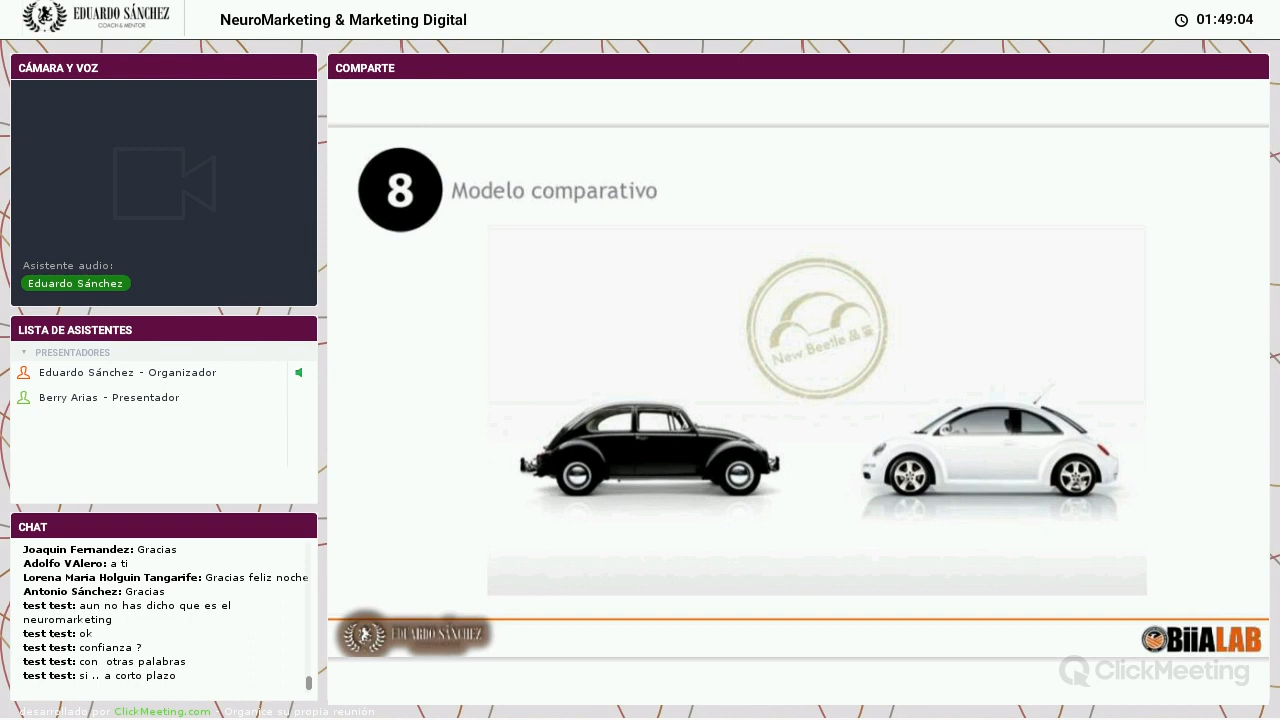 EDUARDO SÁNCHEZ
COACH & MENTOR
NeuroMarketing & Marketing Digital
01:49:04
CÁMARA Y VOZ
Asistente audio:
Eduardo Sánchez
LISTA DE ASISTENTES
PRESENTADORES
Eduardo Sánchez - Organizador
Berry Arias - Presentador
CHAT
Joaquin Fernandez: Gracias
Adolfo VAlero: a ti
Lorena Maria Holguin Tangarife: Gracias feliz noche
Antonio Sánchez: Gracias
test test: aun no has dicho que es el
neuromarketing
test test: ok
test test: confianza ?
test test: con otras palabras
test test: si .. a corto plazo
desarrollado por ClickMeeting.com - Organice su propia reunión
COMPARTE
8
Modelo comparativo
New Beetle
EDUARDO SÁNCHEZ
BiiALAB
ClickMeeting